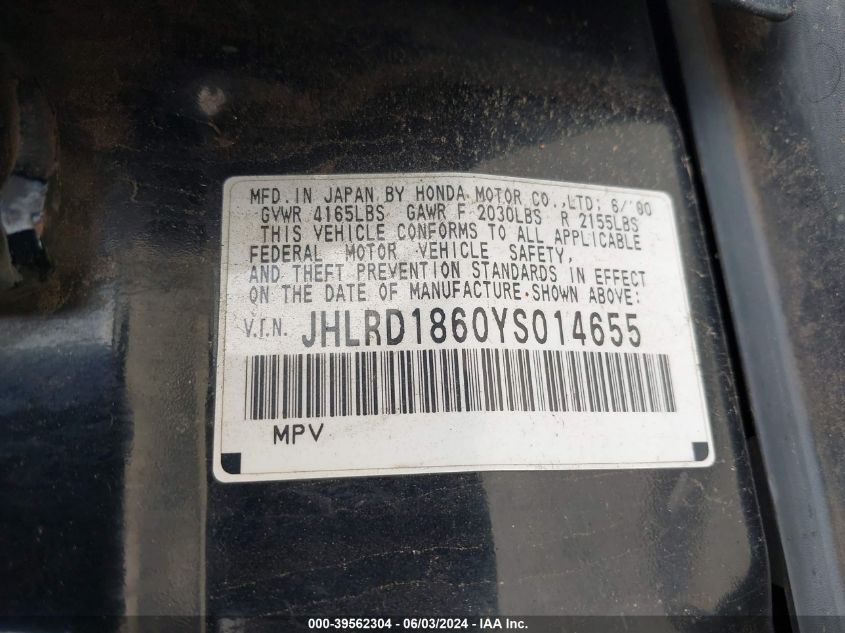 MFD. IN JAPAN BY HONDA MOTOR CO.,LTD; 6/'00
GVWR 4165LBS GAWR F 2030LBS R 2155LBS
THIS VEHICLE CONFORMS TO ALL APPLICABLE
FEDERAL MOTOR VEHICLE SAFETY,
AND THEFT PREVENTION STANDARDS IN EFFECT
ON THE DATE OF MANUFACTURE SHOWN ABOVE:
V.I.N. JHLRD1860YS014655
MPV
000-39562304 - 06/03/2024 - IAA Inc.